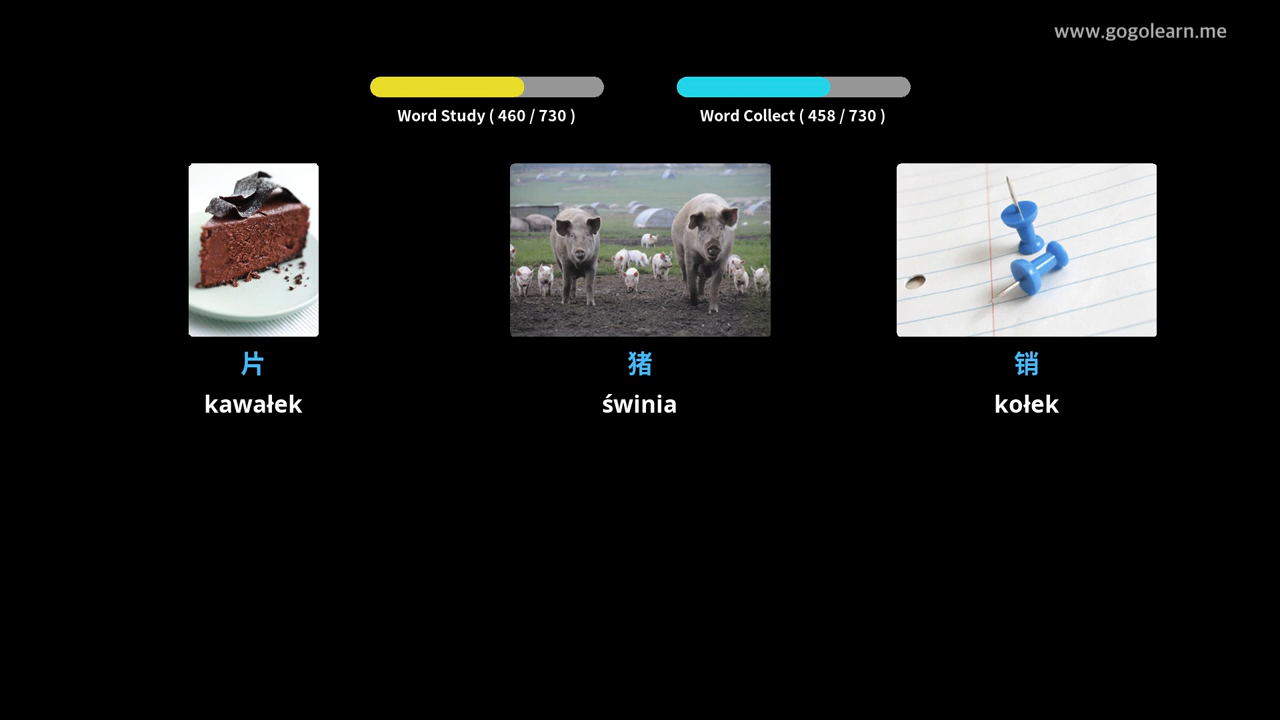 www.gogolearn.me
Word Study ( 460 / 730 )
Word Collect ( 458 / 730 )
片
kawałek
猪
świnia
销
kołek